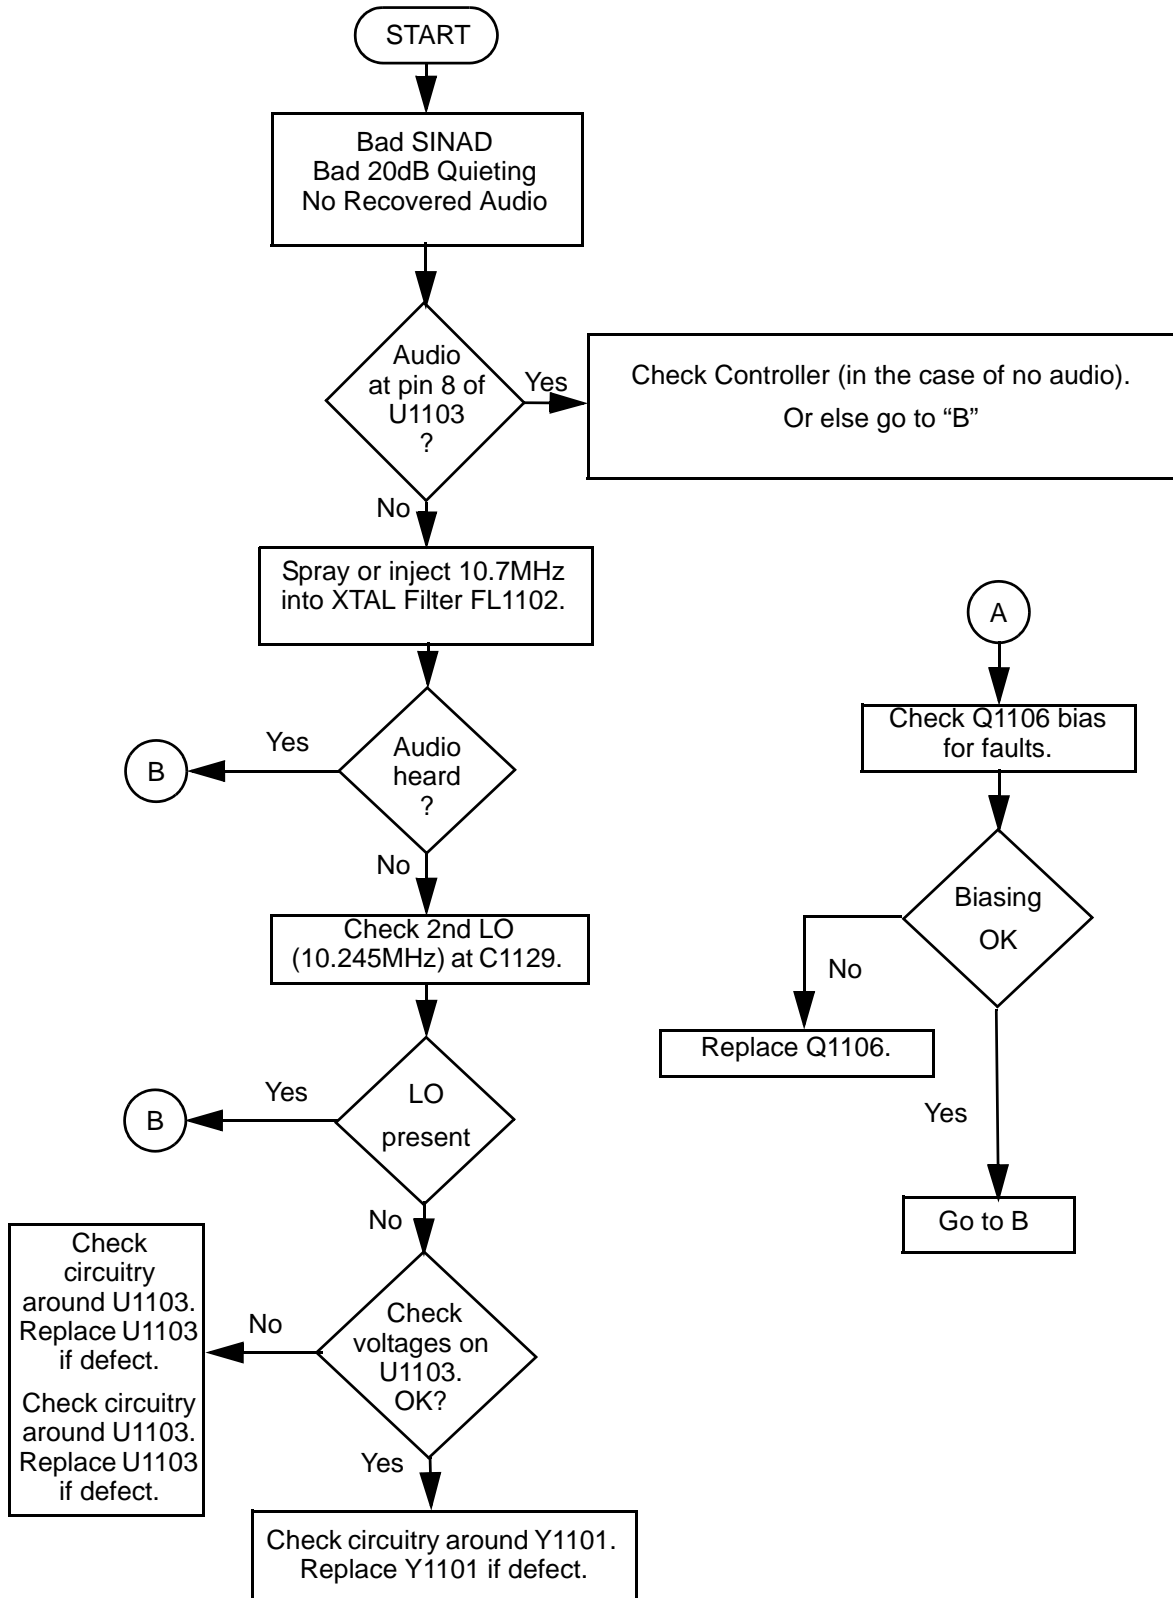 START
Bad SINAD
Bad 20dB Quieting
No Recovered Audio
Audio
at pin 8 of
U1103
?
Yes
Check Controller (in the case of no audio).
Or else go to “B”
No
Spray or inject 10.7MHz
into XTAL Filter FL1102.
Audio
heard
?
Yes
B
No
Check 2nd LO
(10.245MHz) at C1129.
LO
present
Yes
B
No
Check
voltages on
U1103.
OK?
No
Check
circuitry
around U1103.
Replace U1103
if defect.
Check circuitry
around U1103.
Replace U1103
if defect.
Yes
Check circuitry around Y1101.
Replace Y1101 if defect.
A
Check Q1106 bias
for faults.
Biasing
OK
No
Replace Q1106.
Yes
Go to B